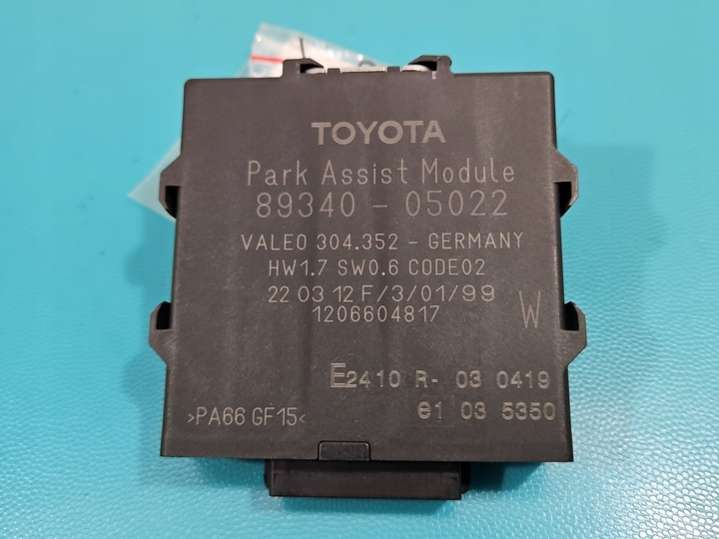 TOYOTA
Park Assist Module
89340 - 05022
VALEO 304.352 - GERMANY
HW1.7 SW0.6 CODE02
22 03 12 F/3/01/99
1206604817
W
E2410 R- 03 0419
e1 03 5350
>PA66 GF15<